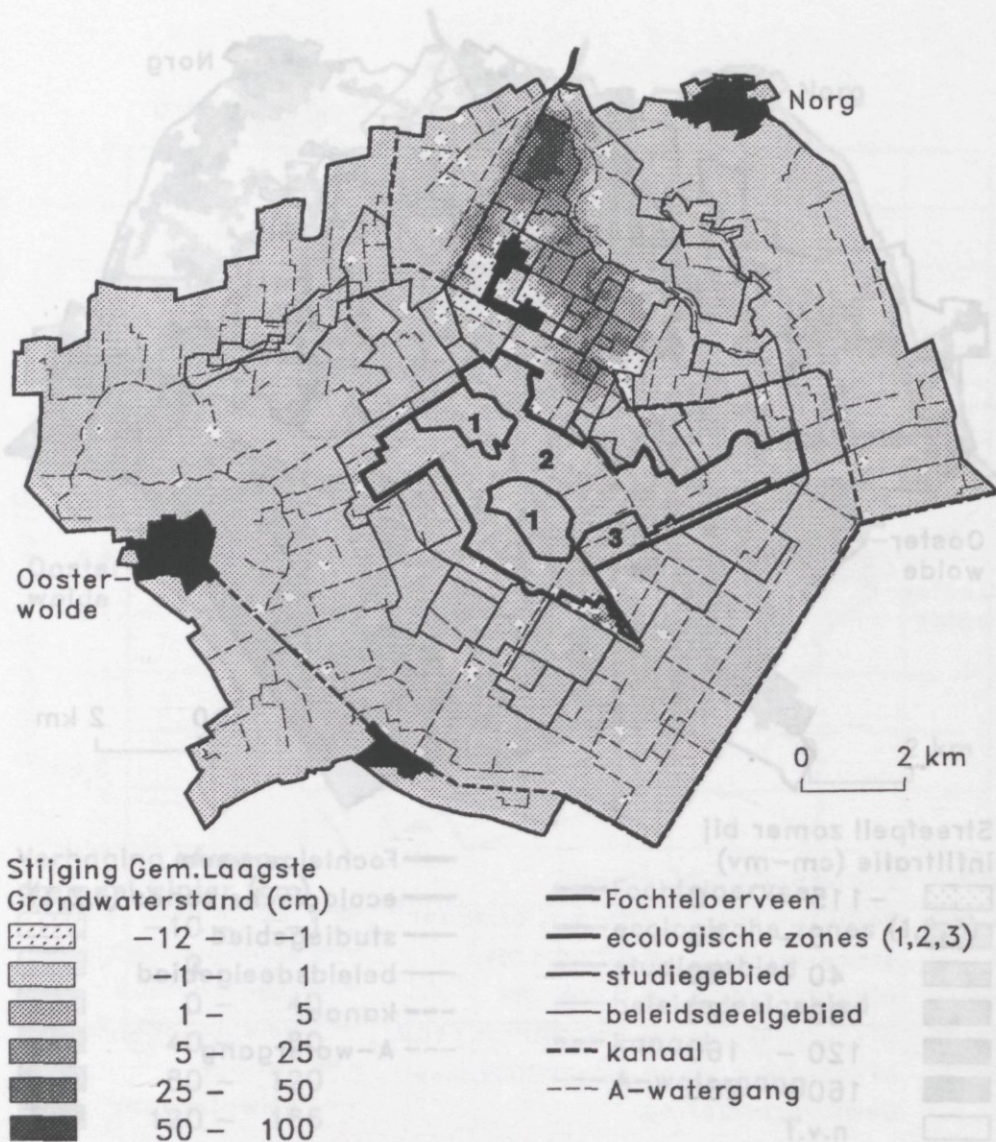 Norg
1
2
1
3
Ooster-
wolde
0 2 km
Stijging Gem.Laagste
Grondwaterstand (cm)
-12 - -1
-1 - 1
1 - 5
5 - 25
25 - 50
50 - 100
Fochteloërveen
ecologische zones (1,2,3)
studiegebied
beleidsdeelgebied
kanaal
A-watergang